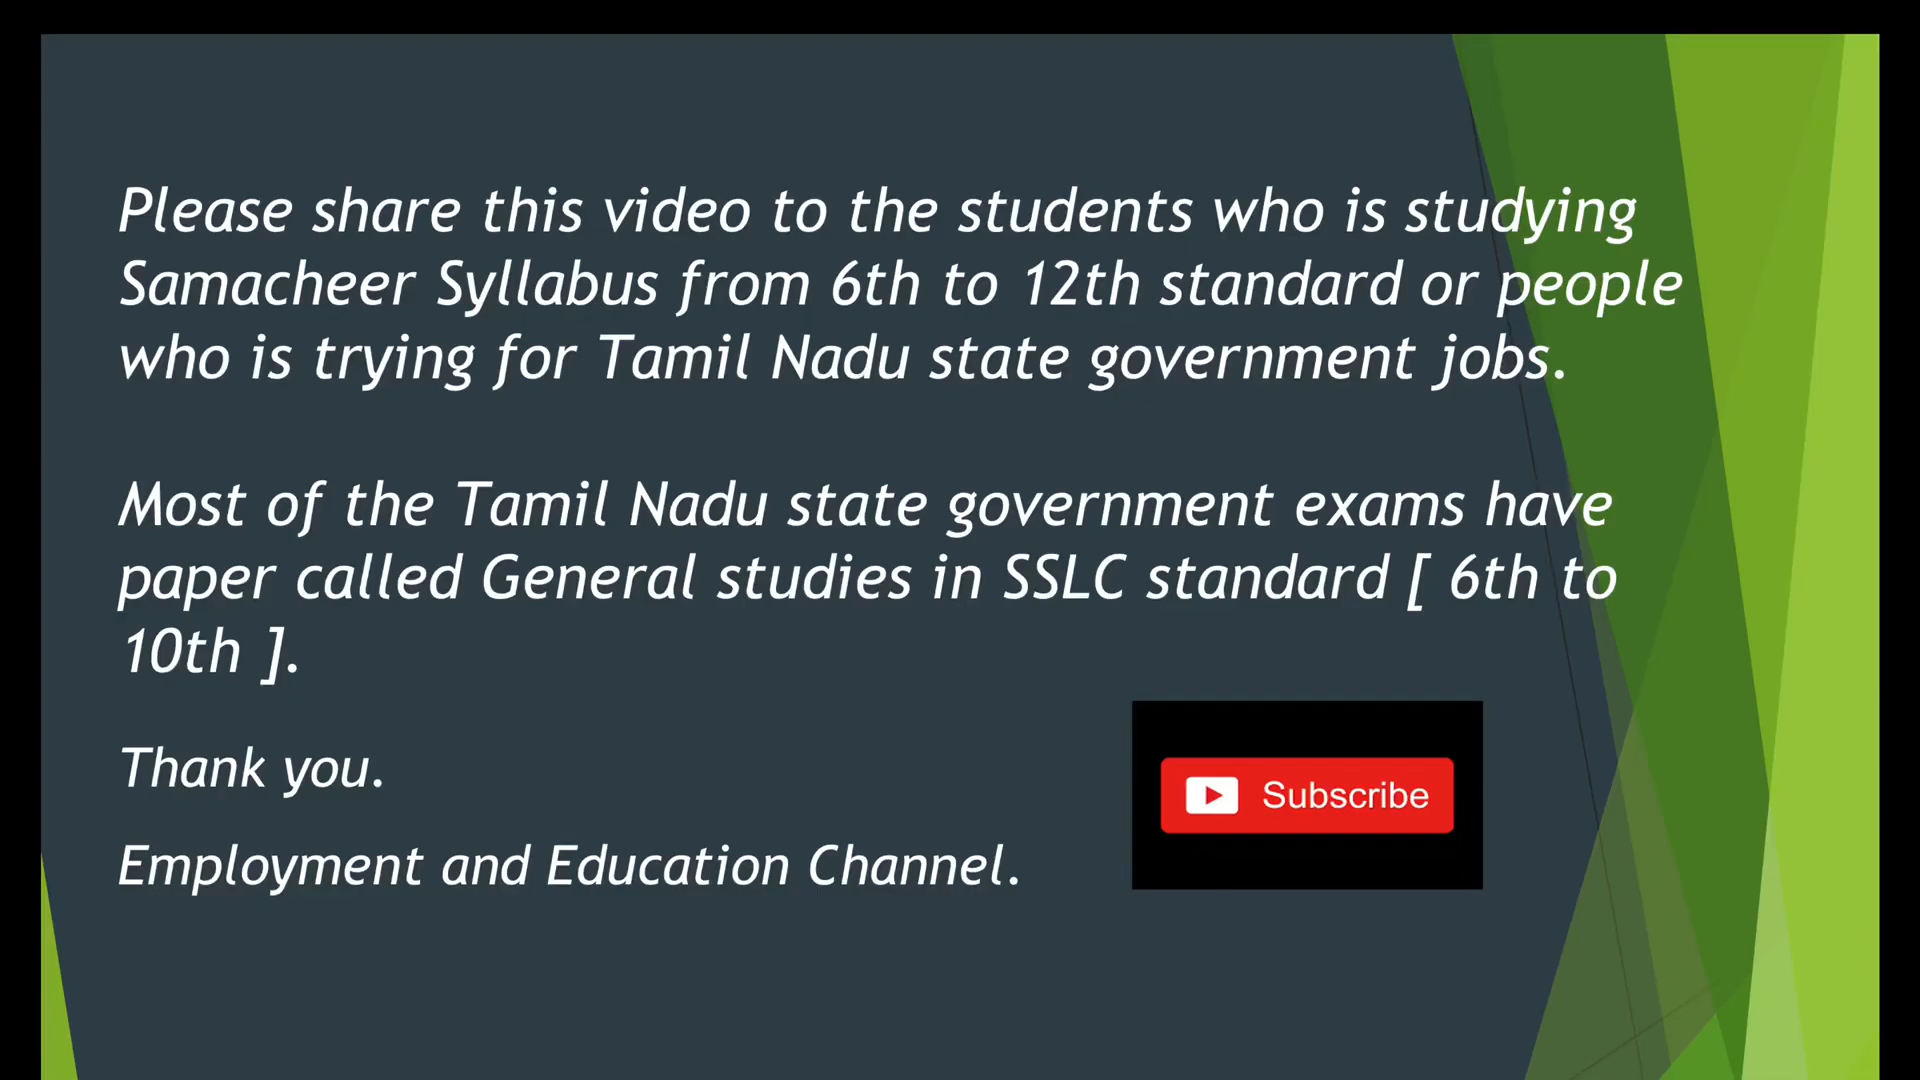 Please share this video to the students who is studying
Samacheer Syllabus from 6th to 12th standard or people
who is trying for Tamil Nadu state government jobs.
Most of the Tamil Nadu state government exams have
paper called General studies in SSLC standard [ 6th to
10th ].
Thank you.
Subscribe
Employment and Education Channel.